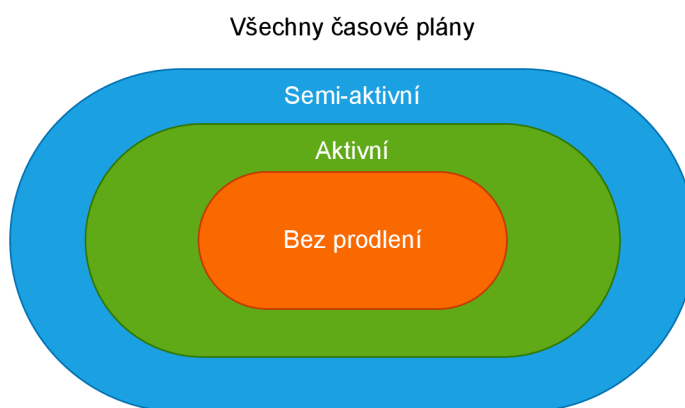 Všechny časové plány
Semi-aktivní
Aktivní
Bez prodlení